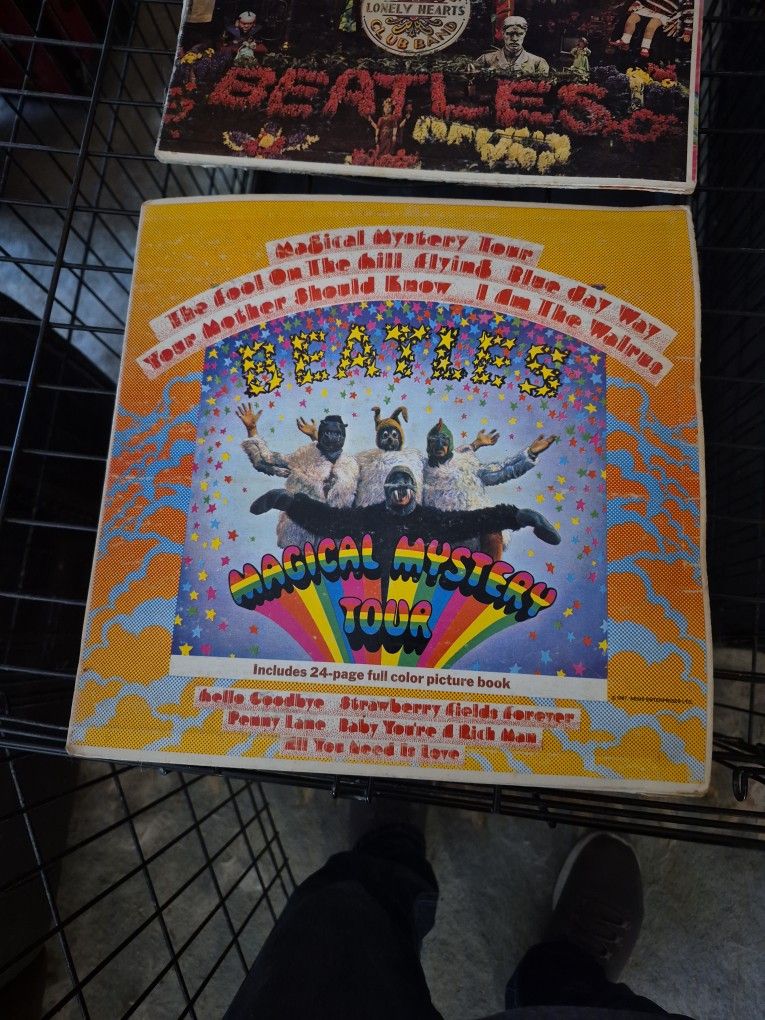 LONELY HEARTS
CLUB BAND
BEATLES
Magical Mystery Tour
The Fool On The Hill Flying Blue Jay Way
Your Mother Should Know I Am The Walrus
BEATLES
MAGICAL MYSTERY
TOUR
Includes 24-page full color picture book
Hello Goodbye Strawberry Fields Forever
Penny Lane Baby You're A Rich Man
All You Need Is Love